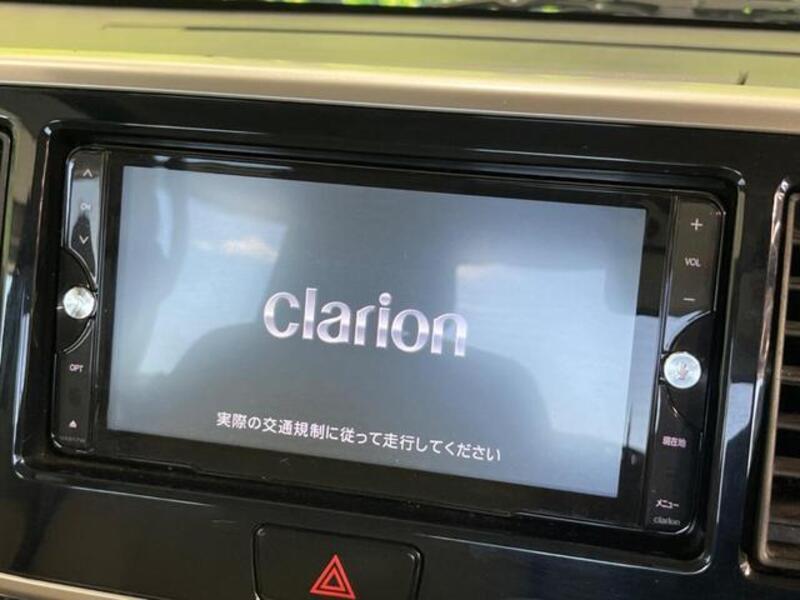 CH
OPT
clarion
実際の交通規制に従って走行してください
+
VOL
−
現在地
メニュー
clarion